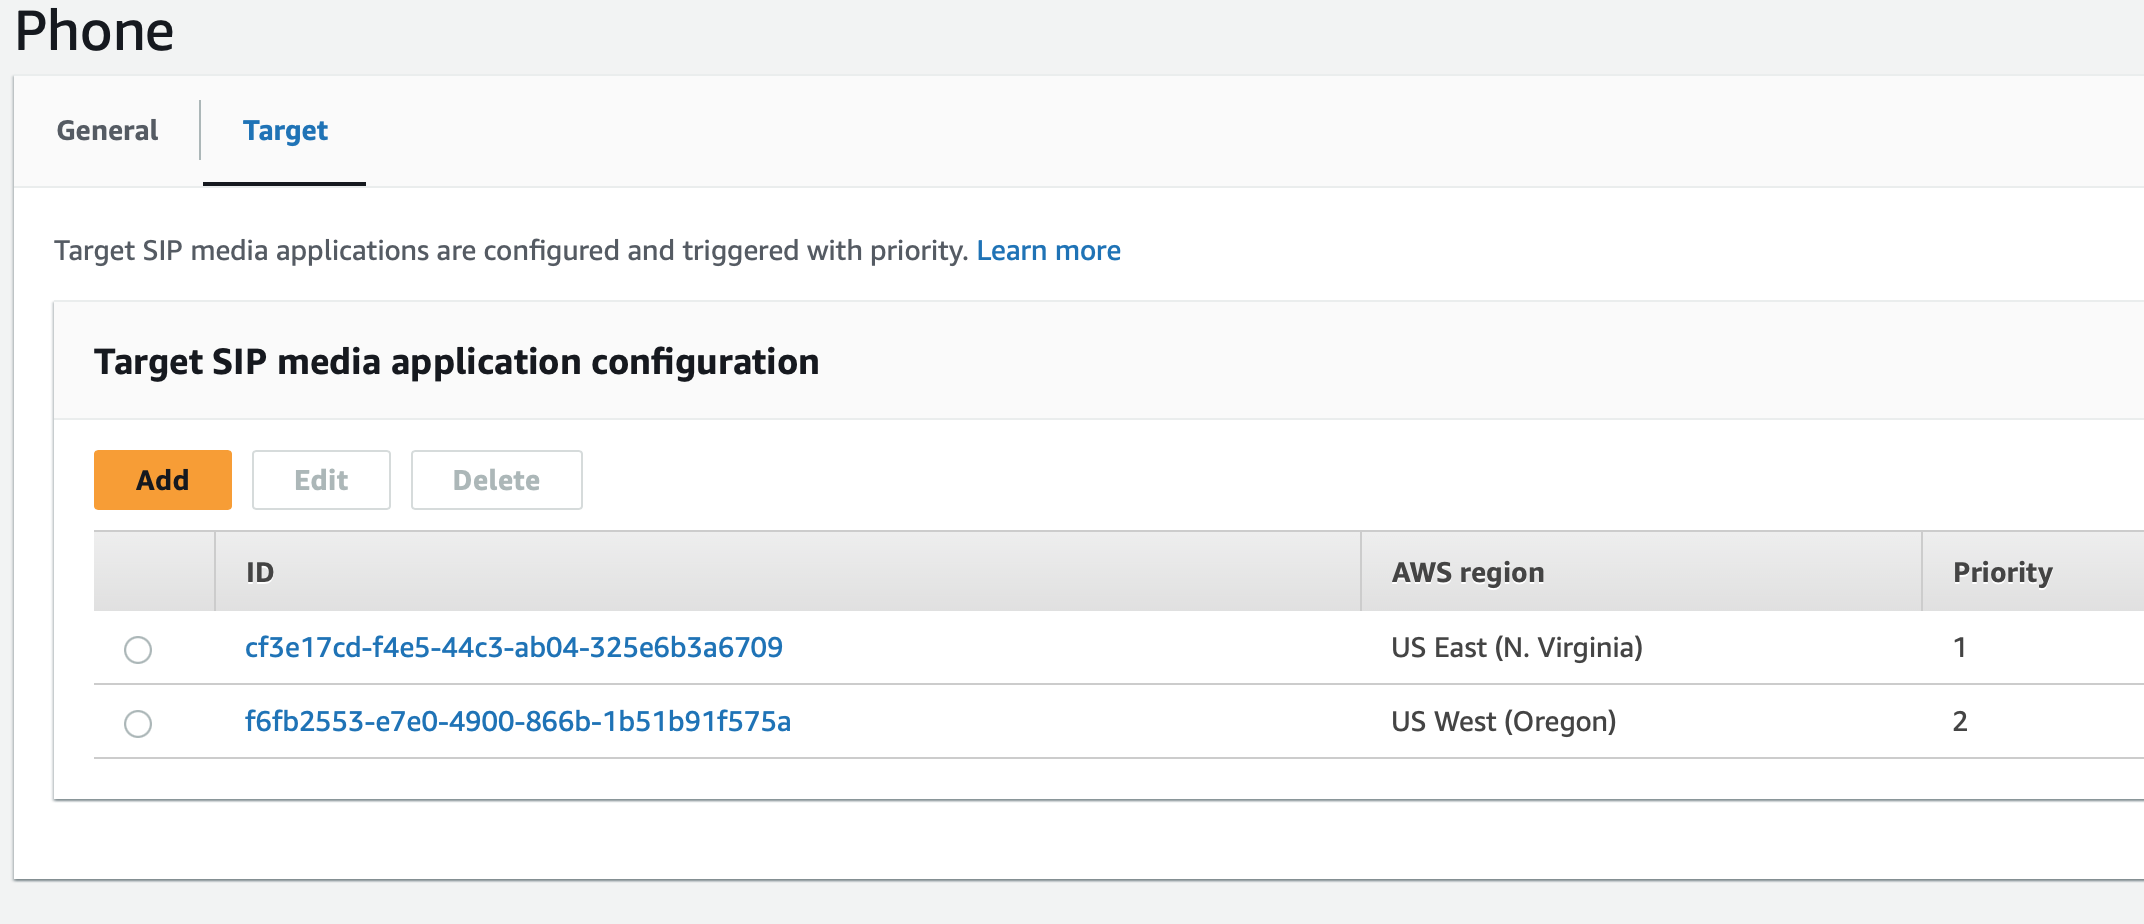 Phone
General Target
Target SIP media applications are configured and triggered with priority. Learn more
Target SIP media application configuration
Add Edit Delete
ID AWS region Priority
cf3e17cd-f4e5-44c3-ab04-325e6b3a6709 US East (N. Virginia) 1
f6fb2553-e7e0-4900-866b-1b51b91f575a US West (Oregon) 2